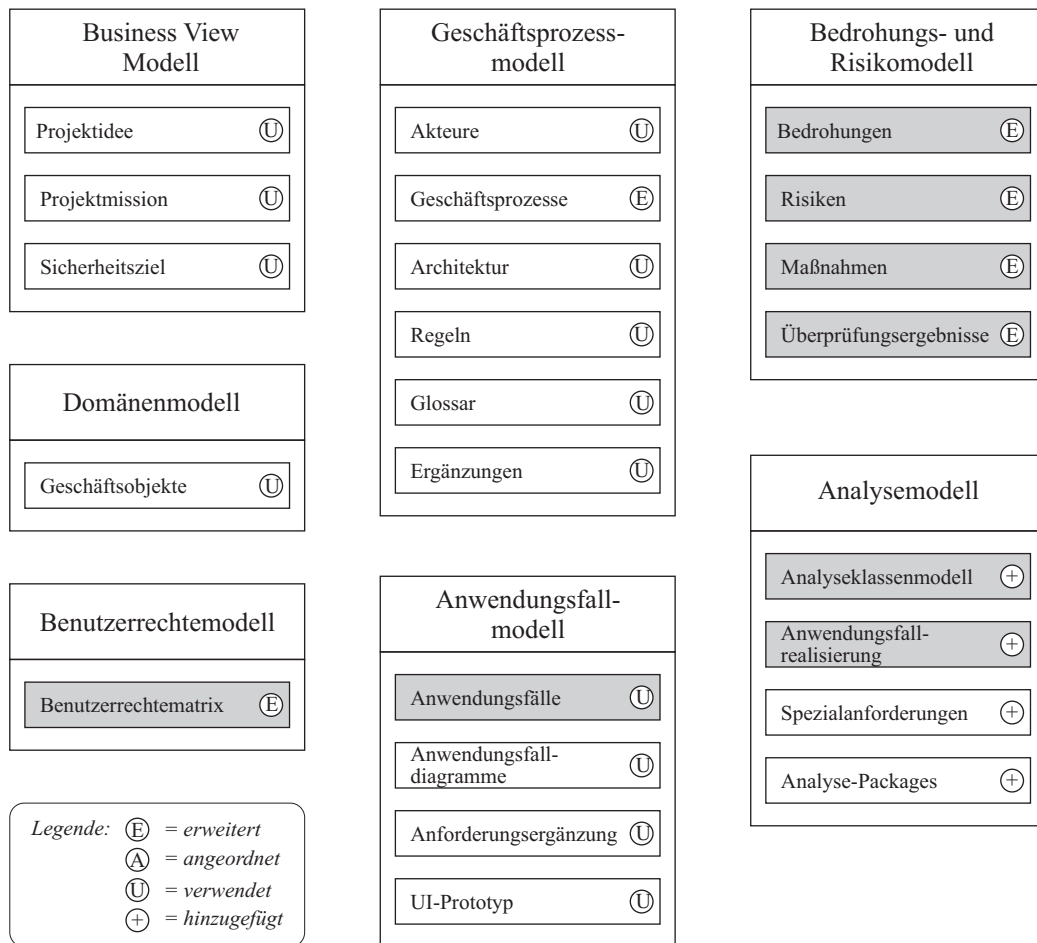 Business View
Modell
Projektidee U
Projektmission U
Sicherheitsziel U
Domänenmodell
Geschäftsobjekte U
Benutzerrechtemodell
Benutzerrechtematrix E
Legende: E = erweitert
A = angeordnet
U = verwendet
+ = hinzugefügt
Geschäftsprozess-
modell
Akteure U
Geschäftsprozesse E
Architektur U
Regeln U
Glossar U
Ergänzungen U
Anwendungsfall-
modell
Anwendungsfälle U
Anwendungsfall-
diagramme U
Anforderungsergänzung U
UI-Prototyp U
Bedrohungs- und
Risikomodell
Bedrohungen E
Risiken E
Maßnahmen E
Überprüfungsergebnisse E
Analysemodell
Analyseklassenmodell +
Anwendungsfall-
realisierung +
Spezialanforderungen +
Analyse-Packages +